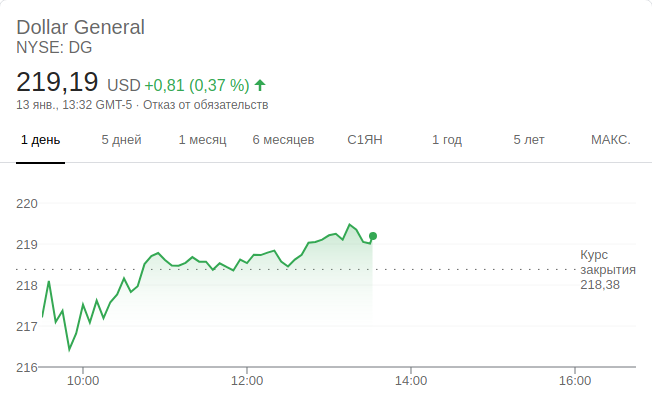 Dollar General
NYSE: DG
219,19 USD +0,81 (0,37 %)
13 янв., 13:32 GMT-5 · Отказ от обязательств
1 день 5 дней 1 месяц 6 месяцев С1ЯН 1 год 5 лет МАКС.
220
219
218
217
216
Курс
закрытия
218,38
10:00 12:00 14:00 16:00